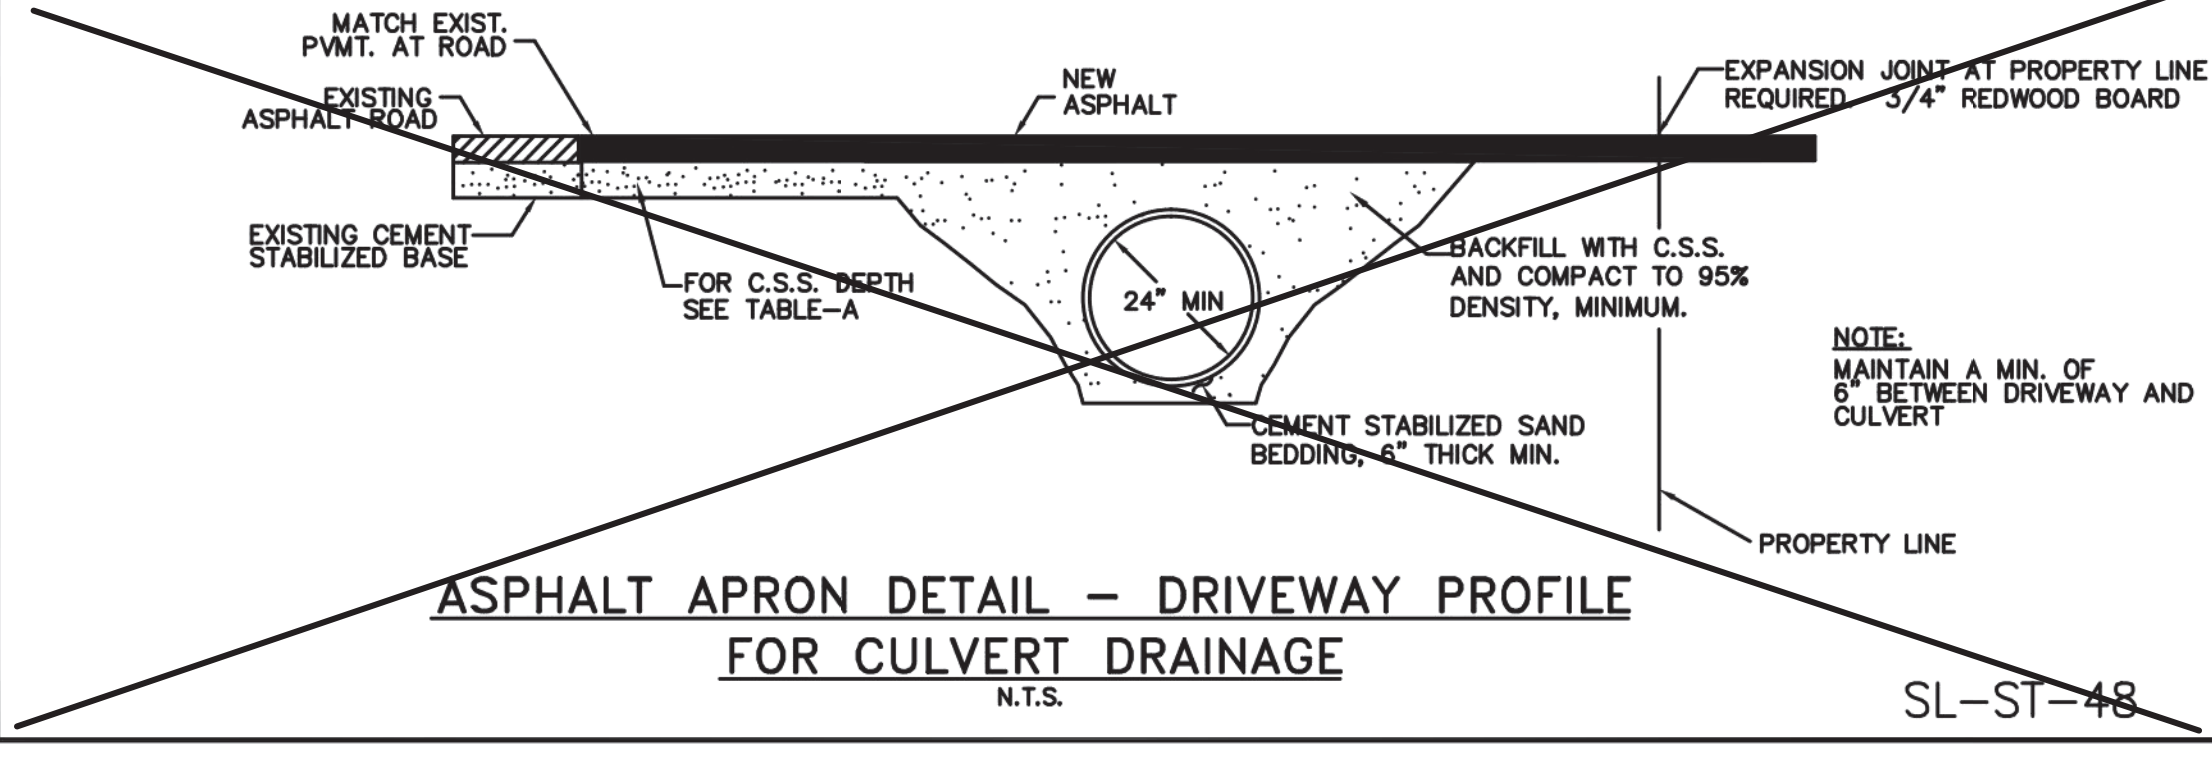 MATCH EXIST.
PVMT. AT ROAD
EXISTING
ASPHALT ROAD
NEW
ASPHALT
EXPANSION JOINT AT PROPERTY LINE
REQUIRED. 3/4" REDWOOD BOARD
EXISTING CEMENT
STABILIZED BASE
FOR C.S.S. DEPTH
SEE TABLE-A
24" MIN
BACKFILL WITH C.S.S.
AND COMPACT TO 95%
DENSITY, MINIMUM.
NOTE:
MAINTAIN A MIN. OF
6" BETWEEN DRIVEWAY AND
CULVERT
CEMENT STABILIZED SAND
BEDDING, 6" THICK MIN.
PROPERTY LINE
ASPHALT APRON DETAIL - DRIVEWAY PROFILE
FOR CULVERT DRAINAGE
N.T.S.
SL-ST-48